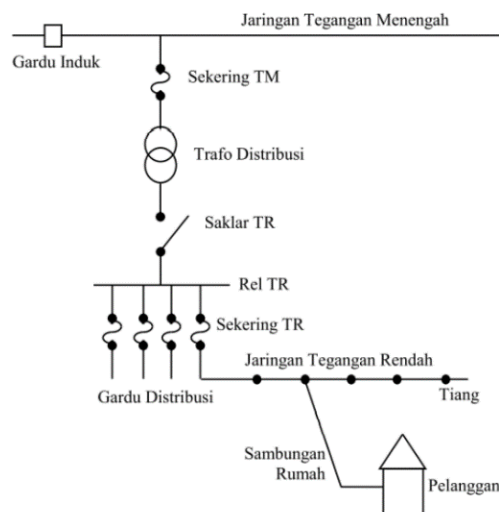 Jaringan Tegangan Menengah
Gardu Induk
Sekering TM
Trafo Distribusi
Saklar TR
Rel TR
Sekering TR
Jaringan Tegangan Rendah
Gardu Distribusi
Tiang
Sambungan
Rumah
Pelanggan